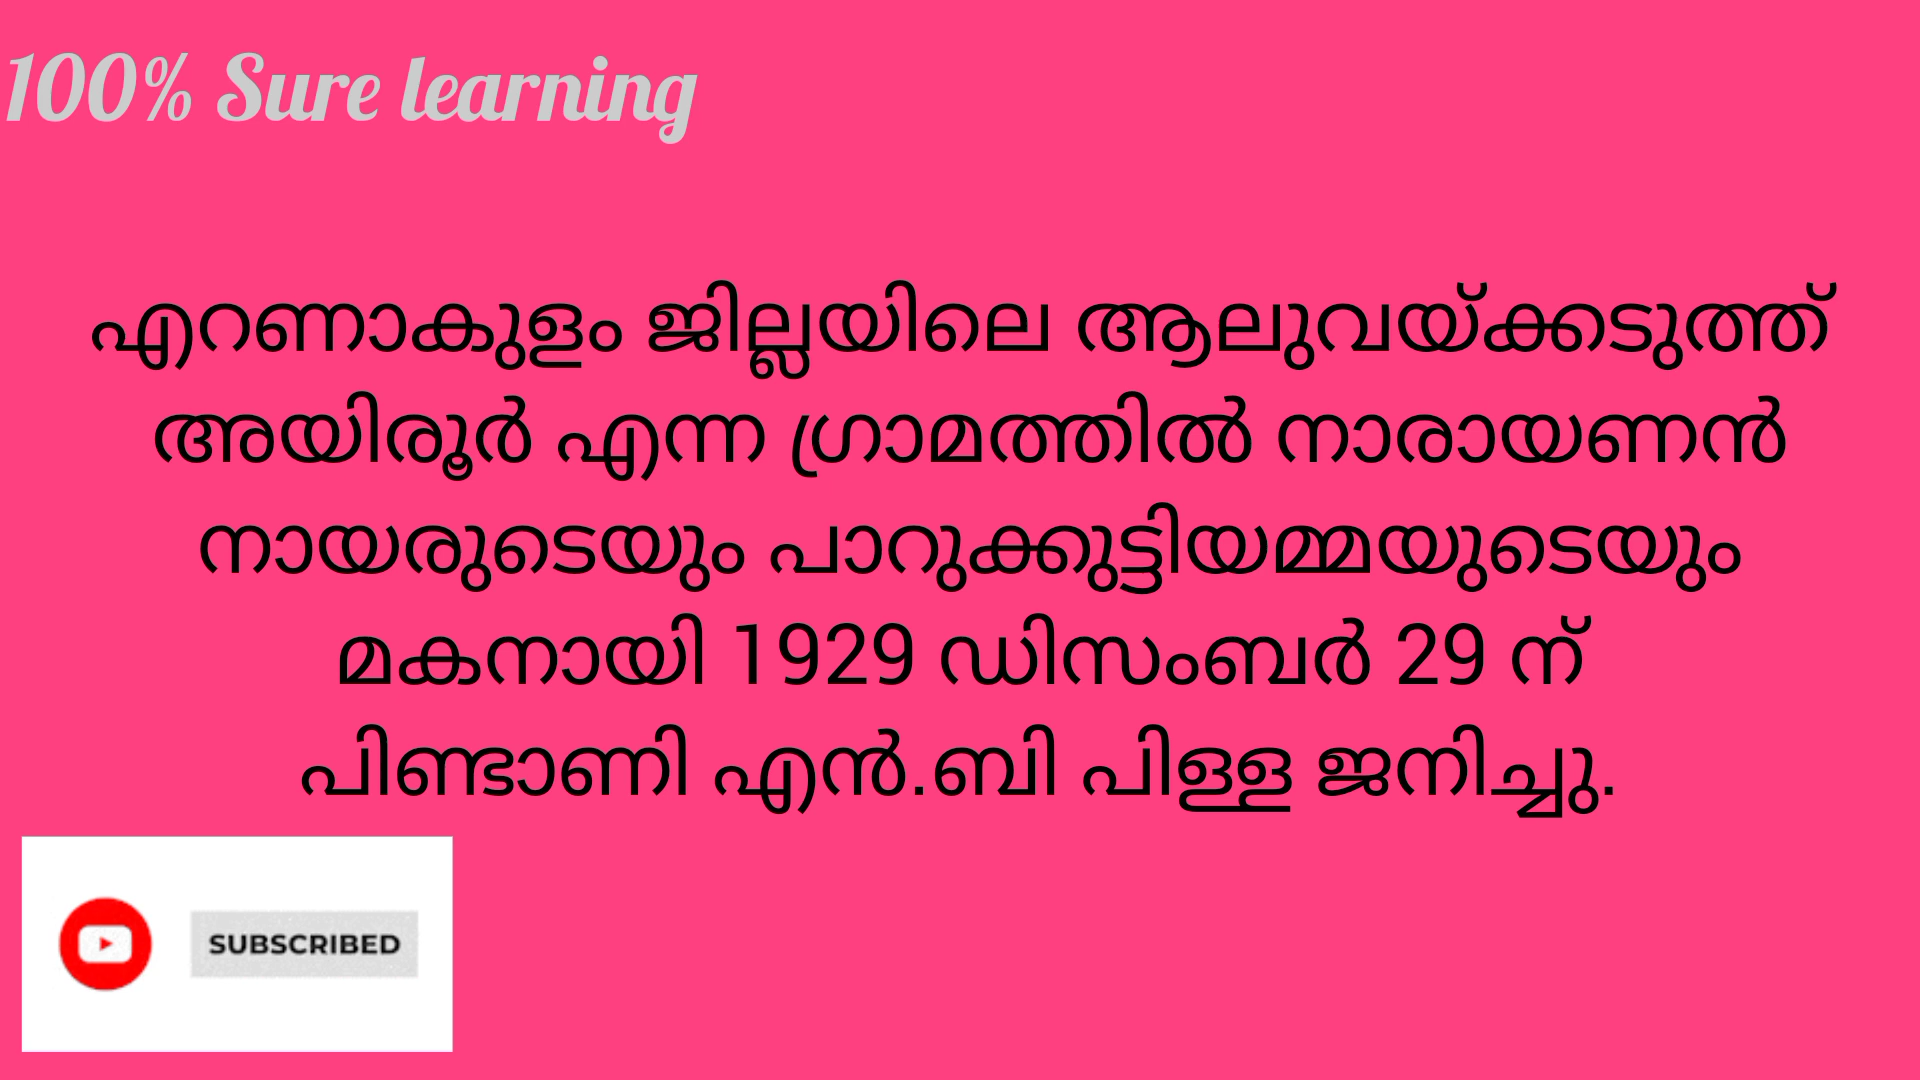 100% Sure learning
എറണാകുളം ജില്ലയിലെ ആലുവയ്ക്കടുത്ത്
അയിരൂർ എന്ന ഗ്രാമത്തിൽ നാരായണൻ
നായരുടെയും പാറുക്കുട്ടിയമ്മയുടെയും
മകനായി 1929 ഡിസംബർ 29 ന്
പിണ്ടാണി എൻ.ബി പിള്ള ജനിച്ചു.
SUBSCRIBED